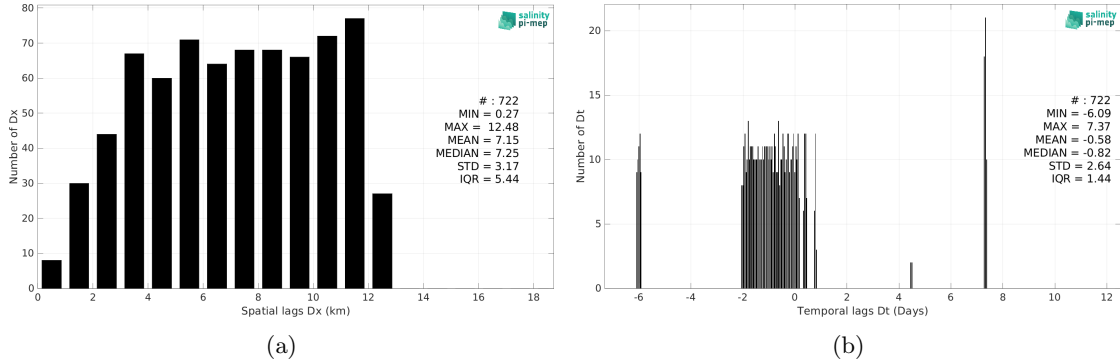 80
70
60
50
40
30
20
10
0
Number of Dx
0 2 4 6 8 10 12 14 16 18
Spatial lags Dx (km)
salinity
pi-mep
# : 722
MIN = 0.27
MAX = 12.48
MEAN = 7.15
MEDIAN = 7.25
STD = 3.17
IQR = 5.44
(a)
20
15
10
5
0
Number of Dt
-6 -4 -2 0 2 4 6 8 10 12
Temporal lags Dt (Days)
salinity
pi-mep
# : 722
MIN = -6.09
MAX = 7.37
MEAN = -0.58
MEDIAN = -0.82
STD = 2.64
IQR = 1.44
(b)